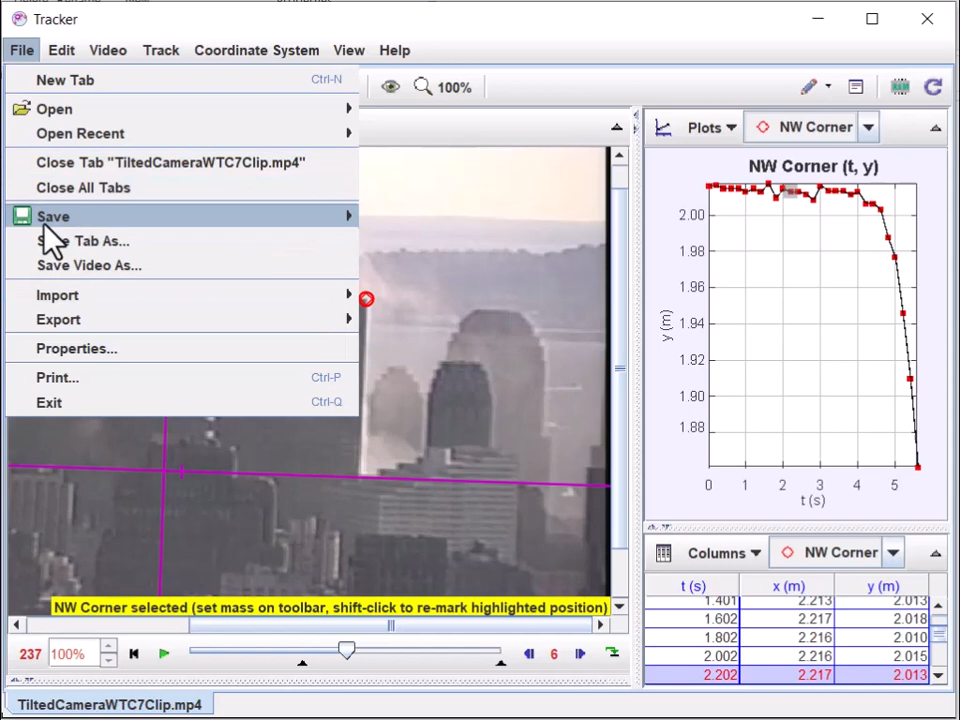 Tracker
File Edit Video Track Coordinate System View Help
New Tab Ctrl-N
100%
Open
Open Recent
Plots NW Corner
Close Tab "TiltedCameraWTC7Clip.mp4"
NW Corner (t, y)
Close All Tabs
Save
Tab As...
Save Video As...
Import
Export
Properties...
Print... Ctrl-P
Exit Ctrl-Q
2.00
1.98
1.96
1.94
1.92
1.90
1.88
y (m)
0 1 2 3 4 5
t (s)
Columns NW Corner
t (s) x (m) y (m)
1.401 2.213 2.013
1.602 2.217 2.018
1.802 2.216 2.010
2.002 2.216 2.015
2.202 2.217 2.013
NW Corner selected (set mass on toolbar, shift-click to re-mark highlighted position)
237 100% 6
TiltedCameraWTC7Clip.mp4